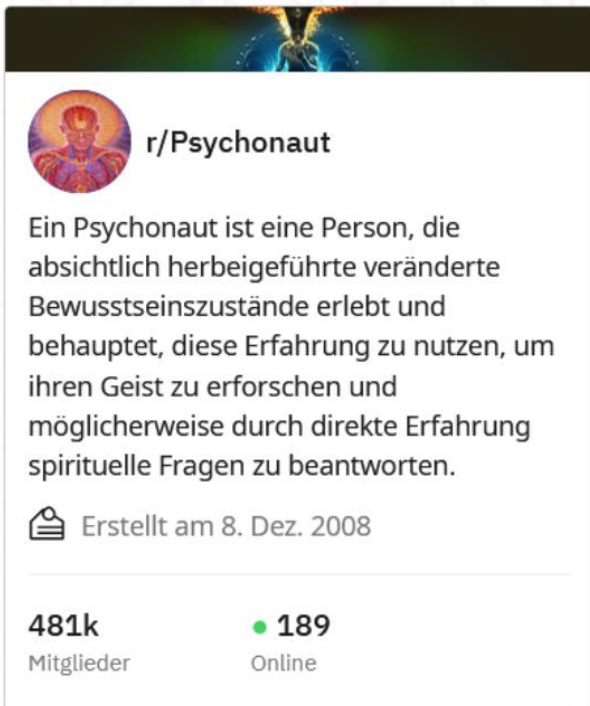 r/Psychonaut
Ein Psychonaut ist eine Person, die
absichtlich herbeigeführte veränderte
Bewusstseinszustände erlebt und
behauptet, diese Erfahrung zu nutzen, um
ihren Geist zu erforschen und
möglicherweise durch direkte Erfahrung
spirituelle Fragen zu beantworten.
Erstellt am 8. Dez. 2008
481k 189
Mitglieder Online